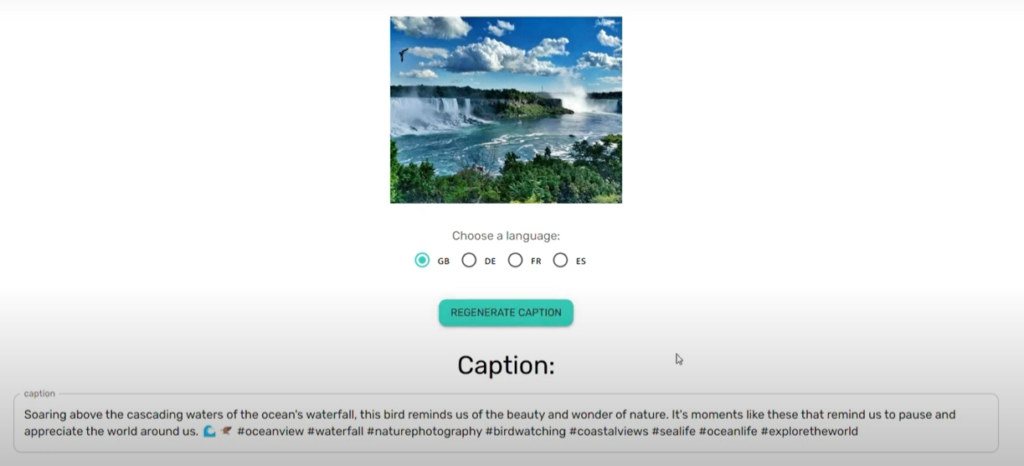 Choose a language:
GB DE FR ES
REGENERATE CAPTION
Caption:
caption
Soaring above the cascading waters of the ocean's waterfall, this bird reminds us of the beauty and wonder of nature. It's moments like these that remind us to pause and
appreciate the world around us. 🌊 🦅 #oceanview #waterfall #naturephotography #birdwatching #coastalviews #sealife #oceanlife #exploretheworld